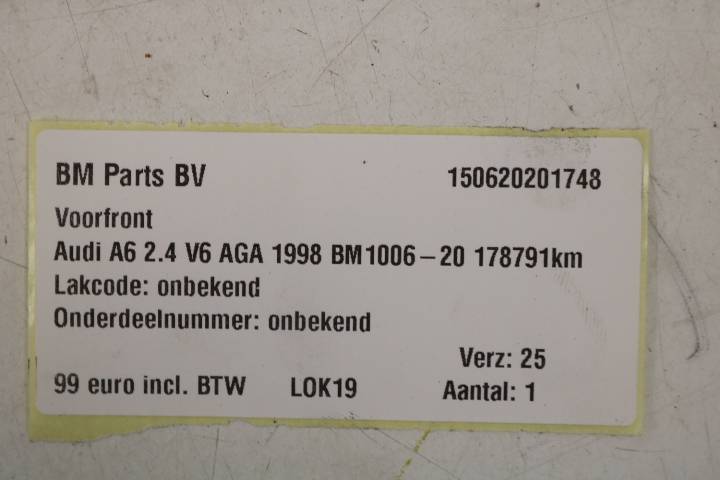 BM Parts BV 150620201748
Voorfront
Audi A6 2.4 V6 AGA 1998 BM1006-20 178791km
Lakcode: onbekend
Onderdeelnummer: onbekend
Verz: 25
99 euro incl. BTW LOK19 Aantal: 1